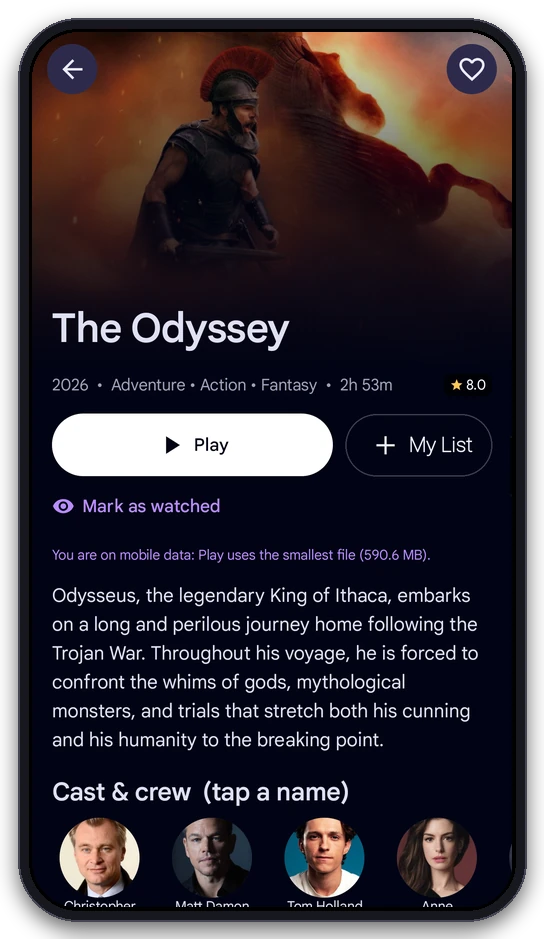 The Odyssey
2026 • Adventure • Action • Fantasy • 2h 53m 8.0
Play My List
Mark as watched
You are on mobile data: Play uses the smallest file (590.6 MB).
Odysseus, the legendary King of Ithaca, embarks
on a long and perilous journey home following the
Trojan War. Throughout his voyage, he is forced to
confront the whims of gods, mythological
monsters, and trials that stretch both his cunning
and his humanity to the breaking point.
Cast & crew (tap a name)
Christopher Matt Damon Tom Holland Anne